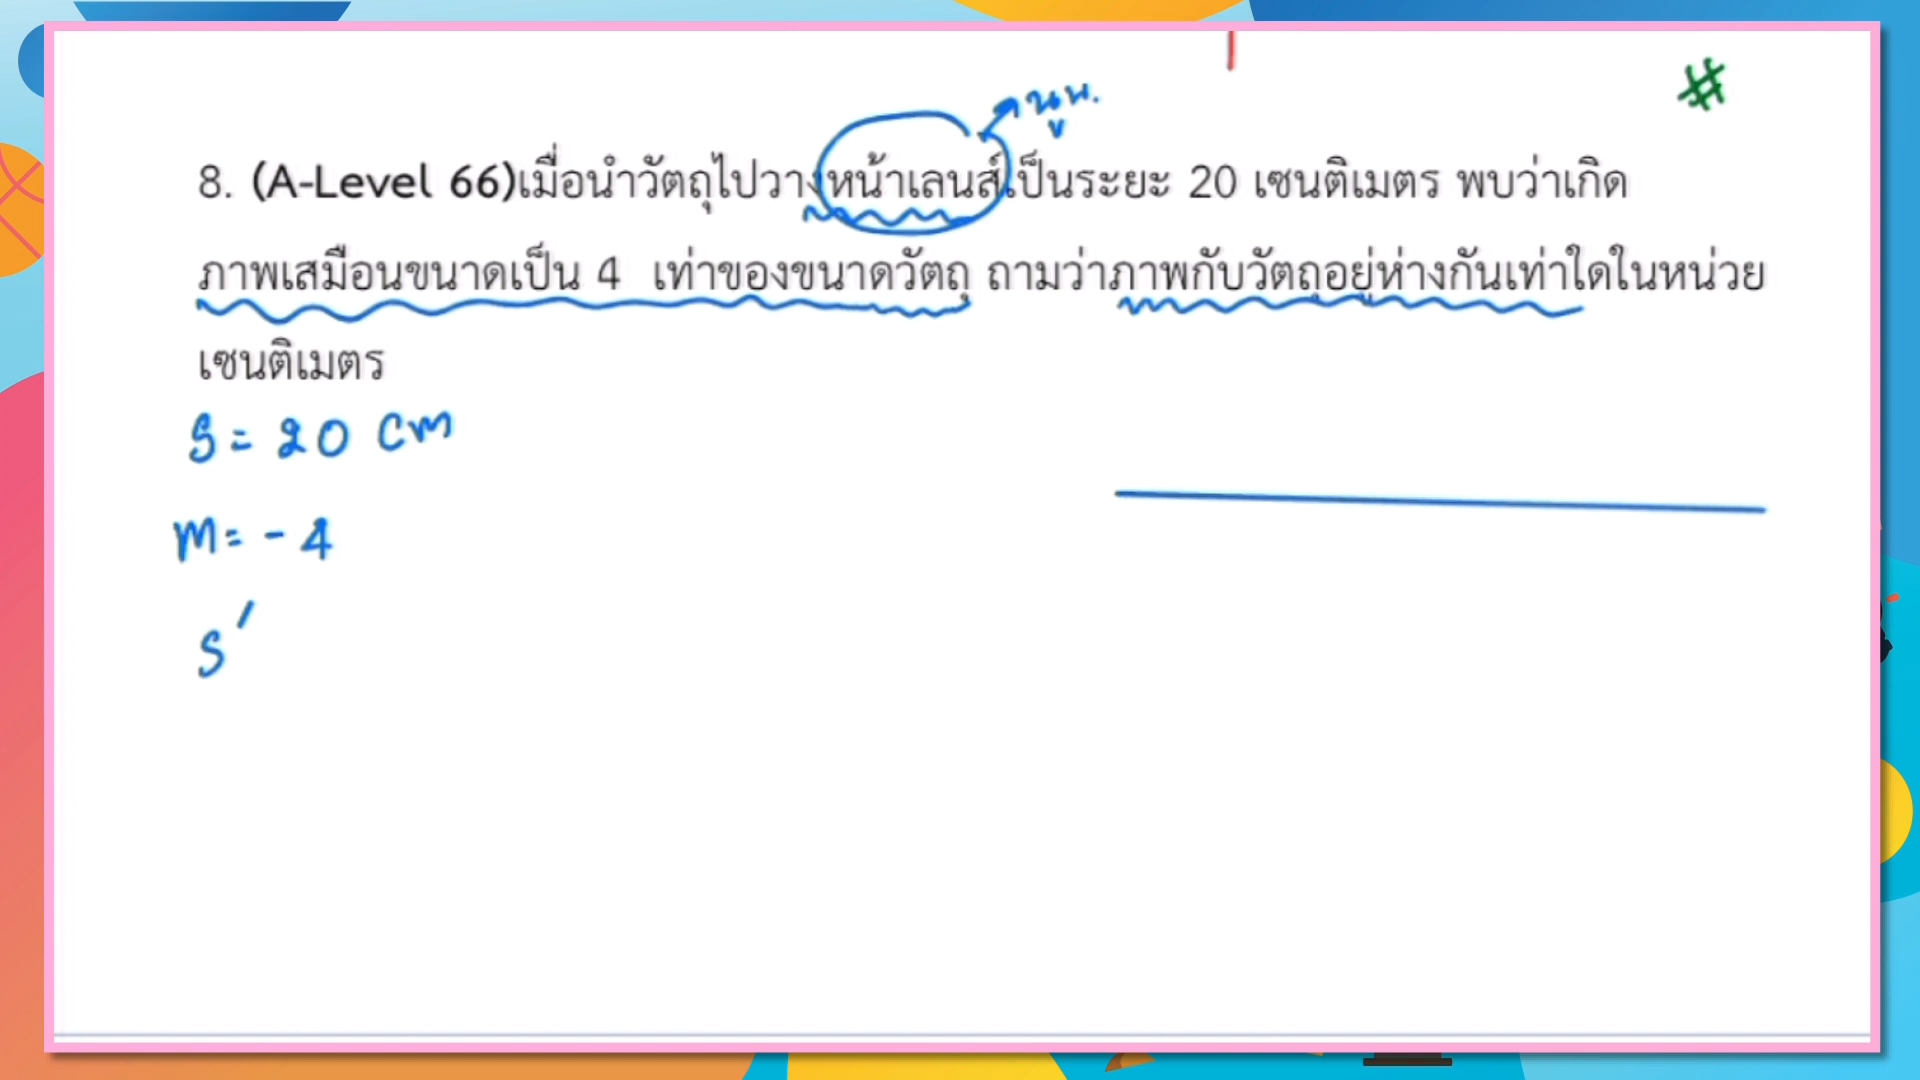 #
นูน.
8. (A-Level 66)เมื่อนำวัตถุไปวางหน้าเลนส์เป็นระยะ 20 เซนติเมตร พบว่าเกิด
ภาพเสมือนขนาดเป็น 4 เท่าของขนาดวัตถุ ถามว่าภาพกับวัตถุอยู่ห่างกันเท่าใดในหน่วย
เซนติเมตร
S = 20 cm
m = - 4
S'